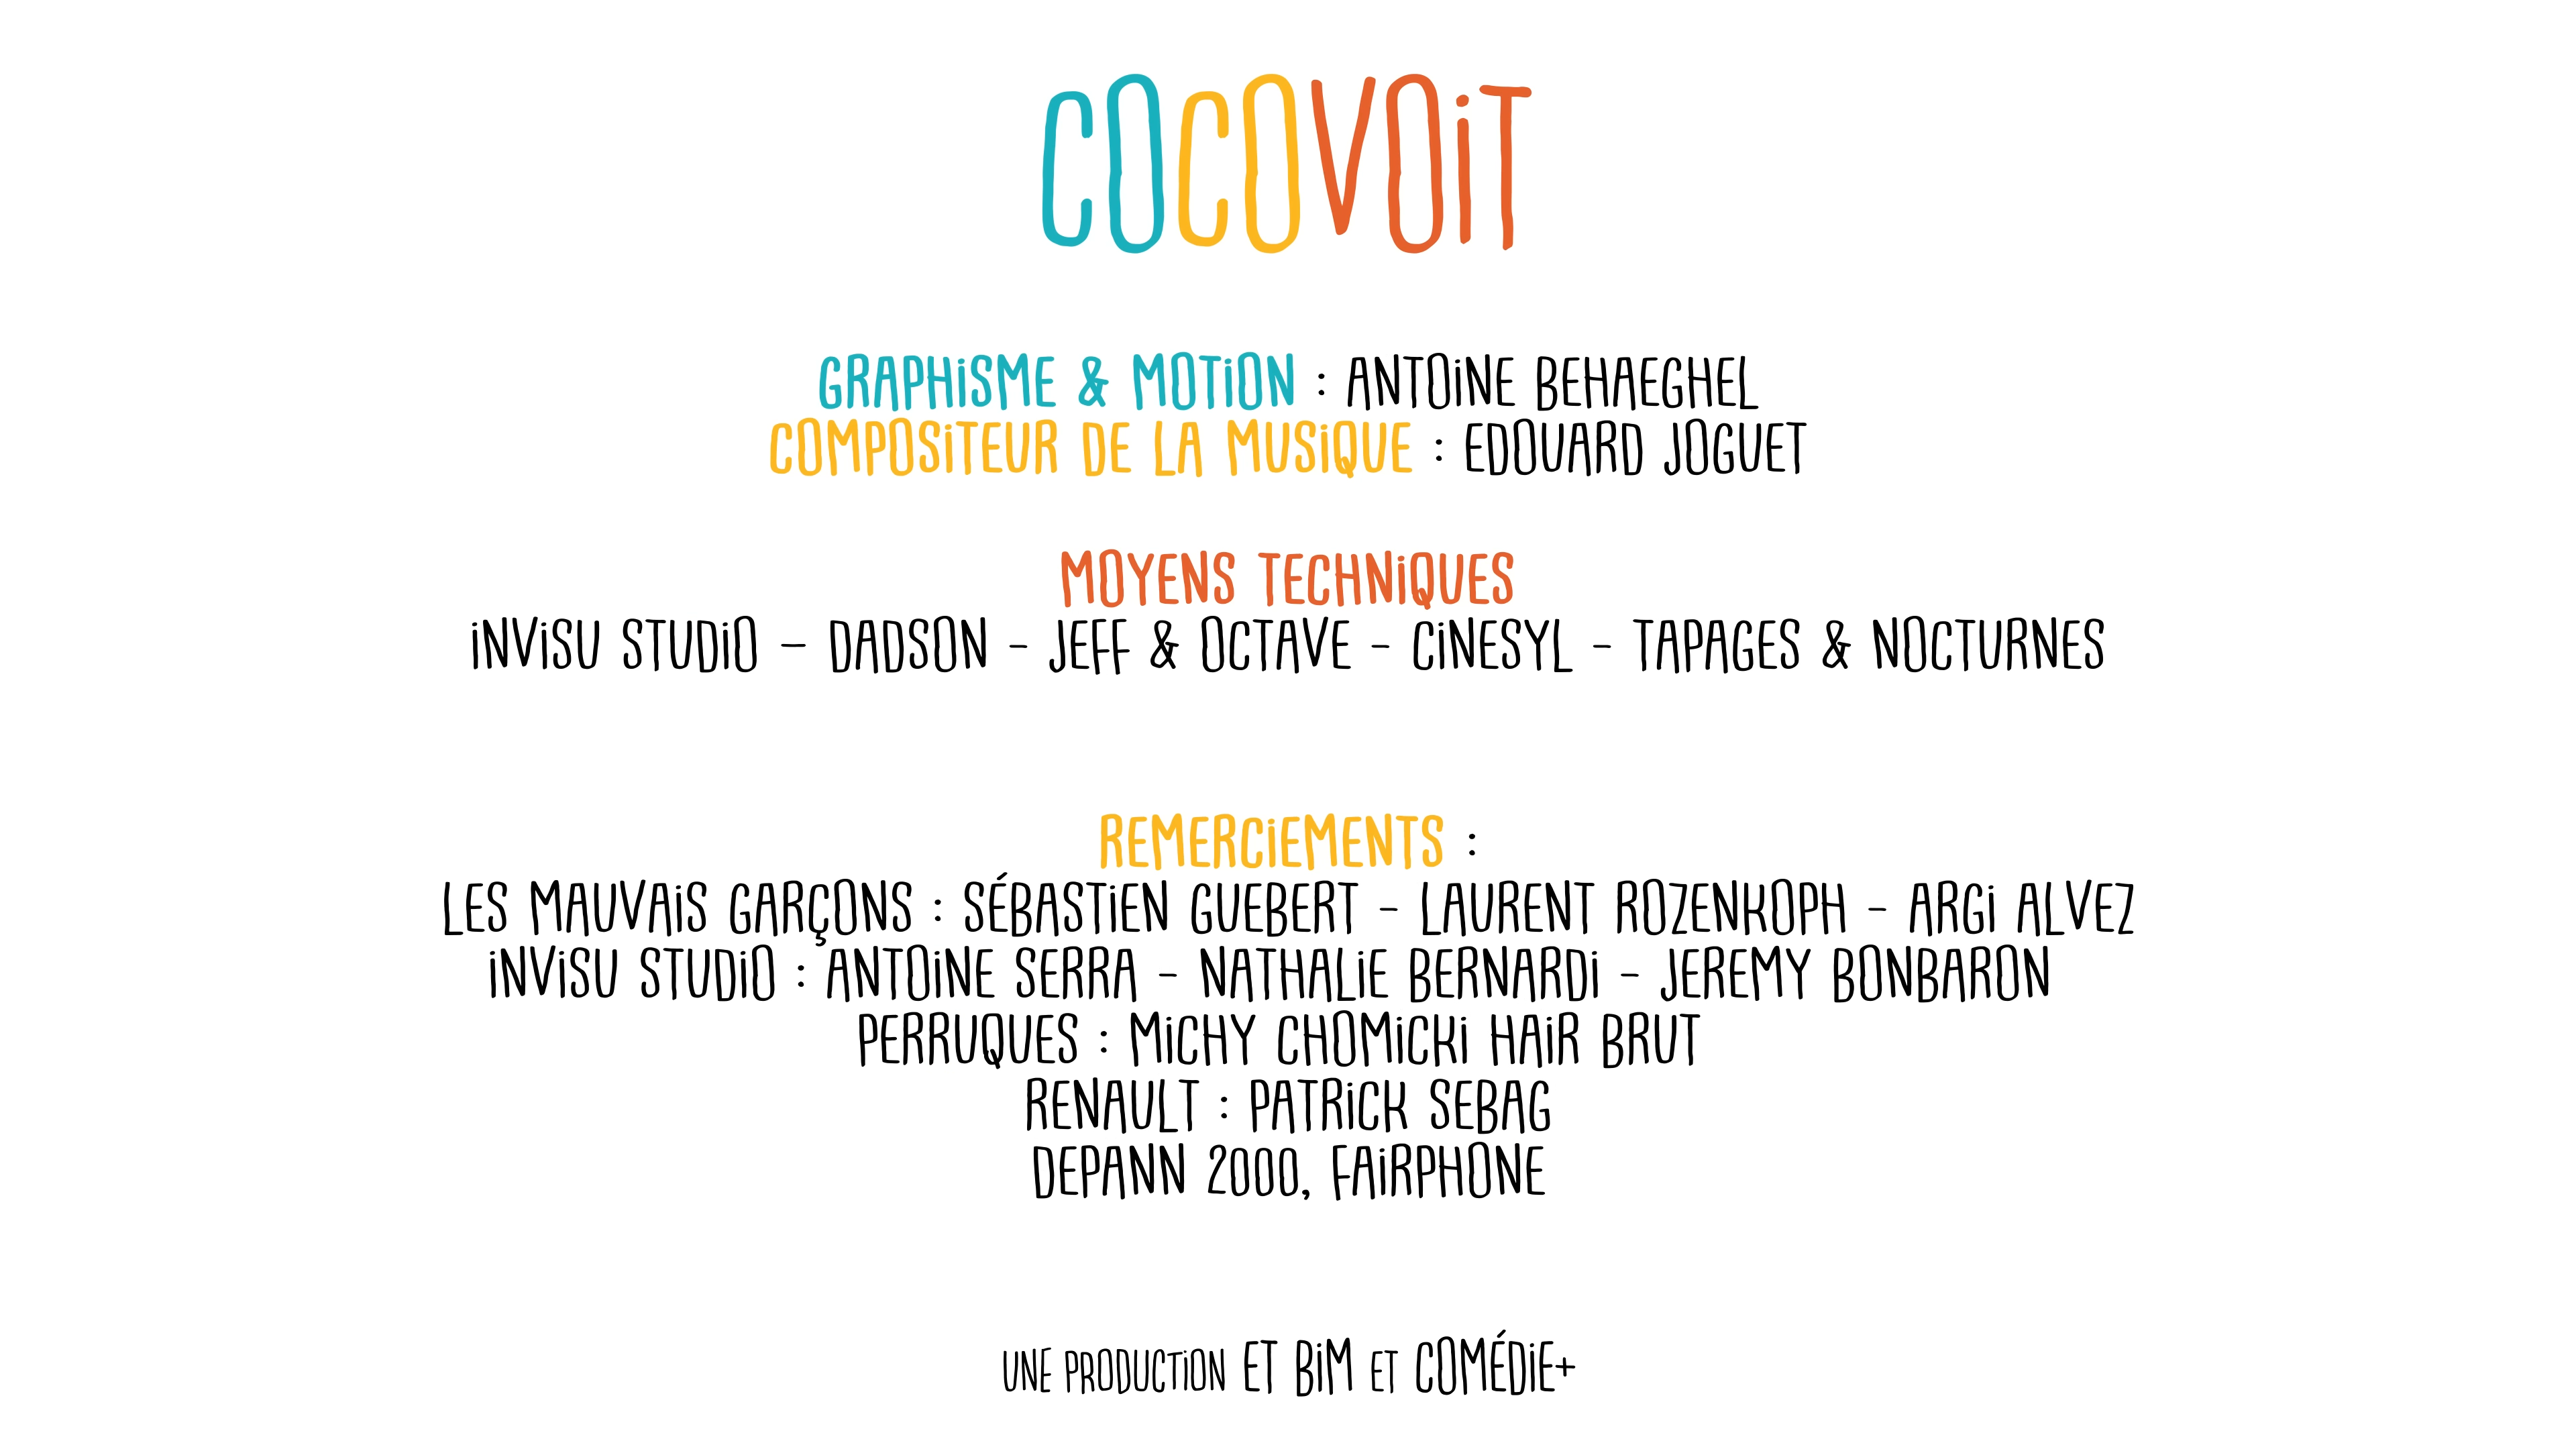 COCOVOiT
GRAPHiSME & MOTiON : ANTOiNE BEHAEGHEL
COMPOSiTEUR DE LA MUSiQUE : EDOUARD JOGUET
MOYENS TECHNiQUES
iNViSU STUDiO – DADSON - JEFF & OCTAVE - CiNESYL - TAPAGES & NOCTURNES
REMERCiEMENTS :
LES MAUVAiS GARÇONS : SÉBASTiEN GUEBERT - LAURENT ROZENKOPH - ARGi ALVEZ
iNViSU STUDiO : ANTOiNE SERRA - NATHALiE BERNARDi - JEREMY BONBARON
PERRUQUES : MiCHY CHOMiCKi HAiR BRUT
RENAULT : PATRiCK SEBAG
DEPANN 2000, FAiRPHONE
UNE PRODUCTiON ET BiM ET COMÉDiE+